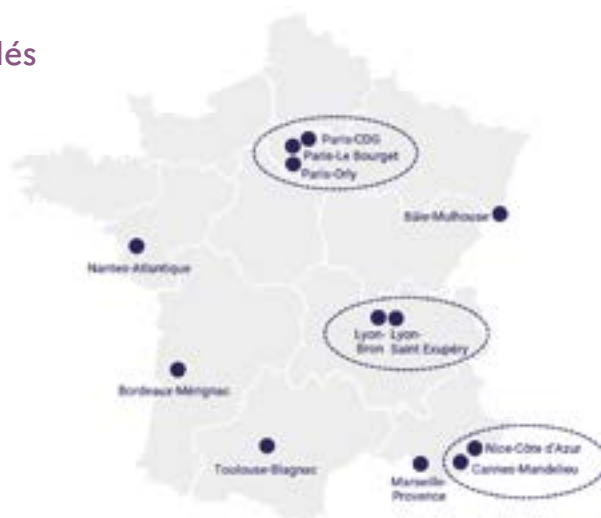 lés
Paris-CDG
Paris-Le Bourget
Paris-Orly
Bâle-Mulhouse
Nantes-Atlantique
Lyon- Lyon-
Bron Saint Exupéry
Bordeaux-Mérignac
Nice-Côte d'Azur
Toulouse-Blagnac
Cannes-Mandelieu
Marseille-
Provence